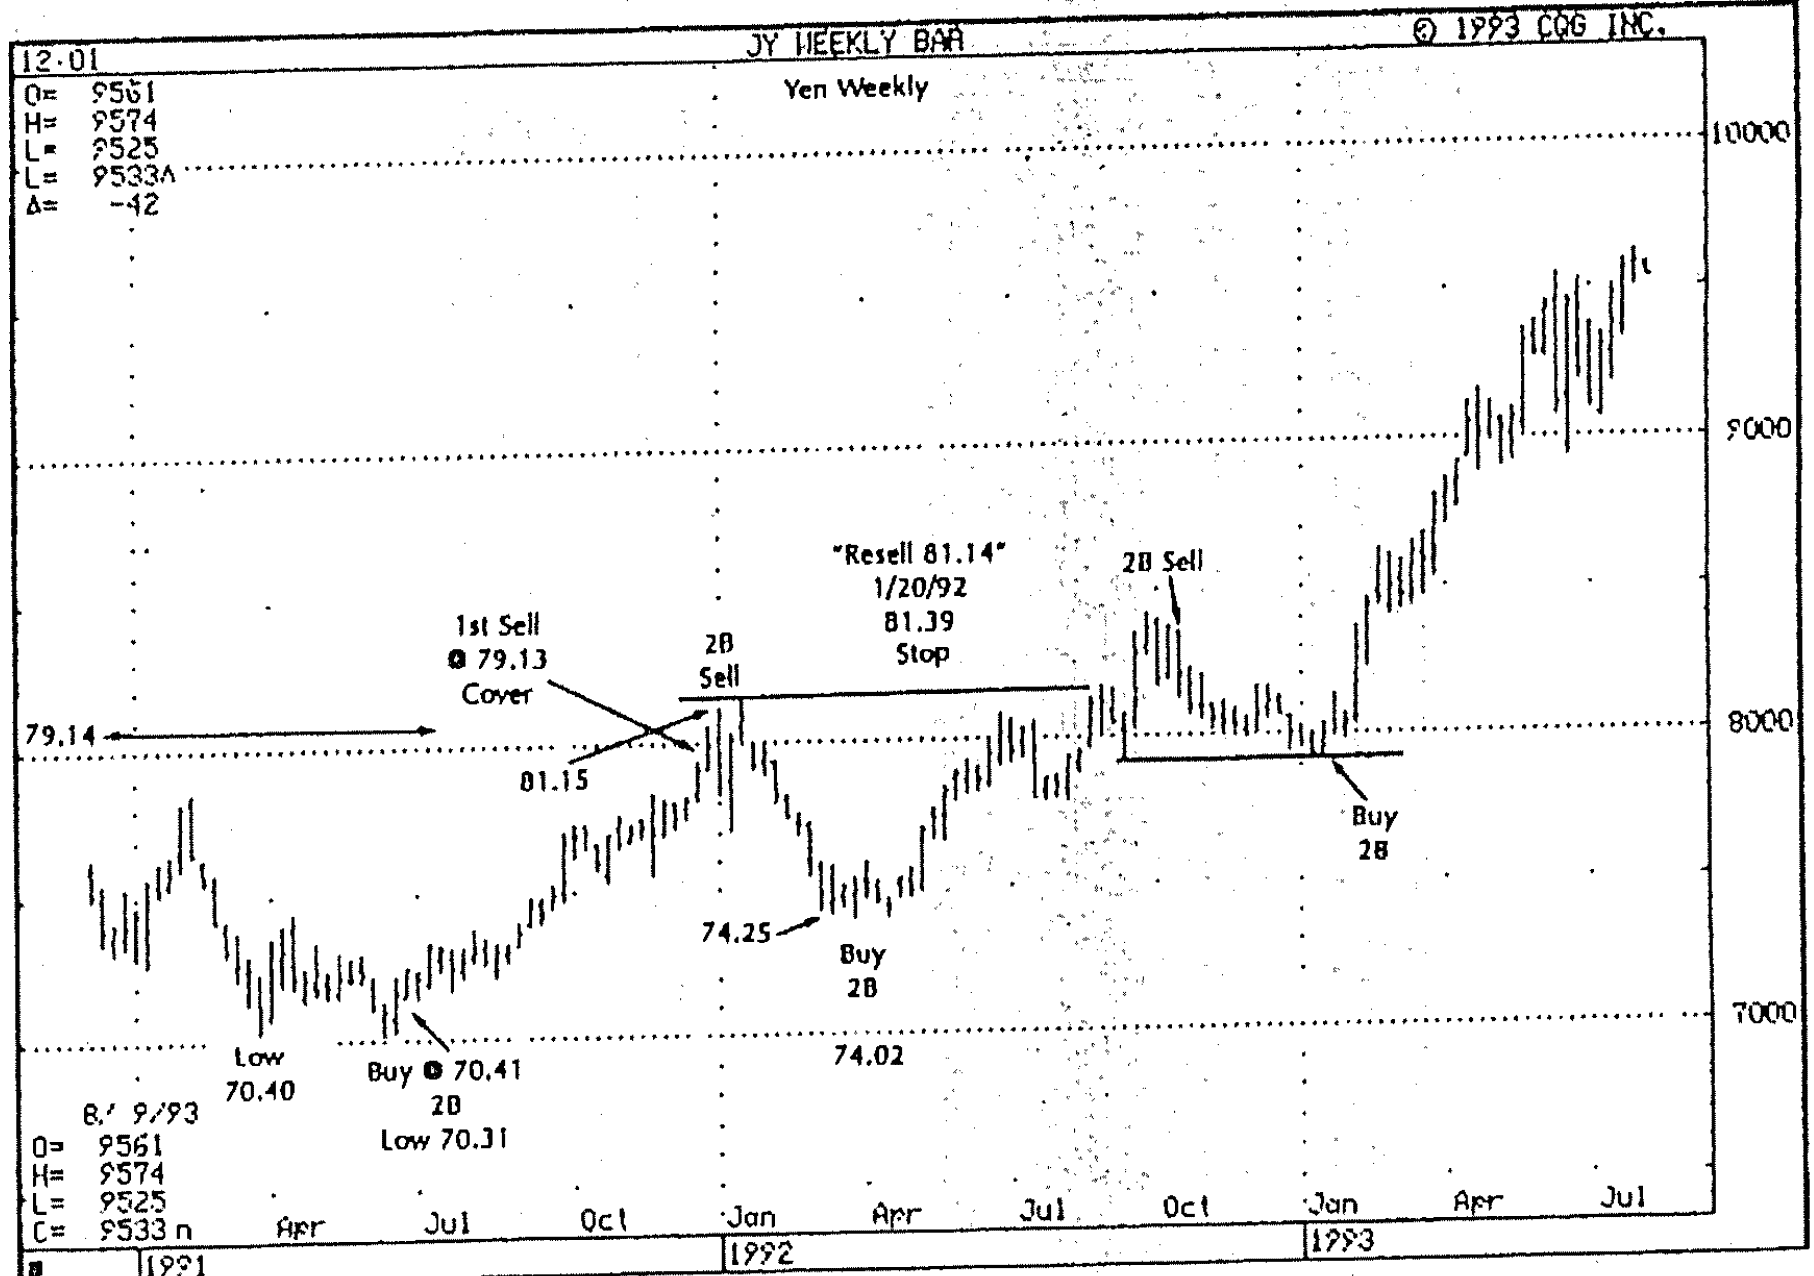 JY WEEKLY BAR
© 1993 CQG INC.
12.01
Yen Weekly
O= 9561
H= 9574
L= 9525
L= 9533A
Δ= -42
10000
9000
8000
7000
"Resell 81.14"
1/20/92
81.39
Stop
2B Sell
1st Sell
@ 79.13
Cover
2B
Sell
79.14
81.15
Buy
2B
74.25
Buy
2B
74.02
Low
70.40
Buy @ 70.41
2B
Low 70.31
8/ 9/93
O= 9561
H= 9574
L= 9525
C= 9533 n
Apr Jul Oct Jan Apr Jul Oct Jan Apr Jul
1991 1992 1993